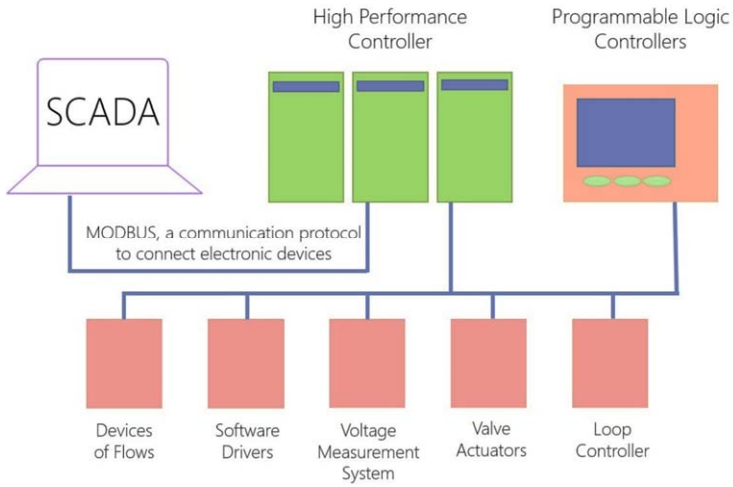 High Performance
Controller
Programmable Logic
Controllers
SCADA
MODBUS, a communication protocol
to connect electronic devices
Devices
of Flows
Software
Drivers
Voltage
Measurement
System
Valve
Actuators
Loop
Controller